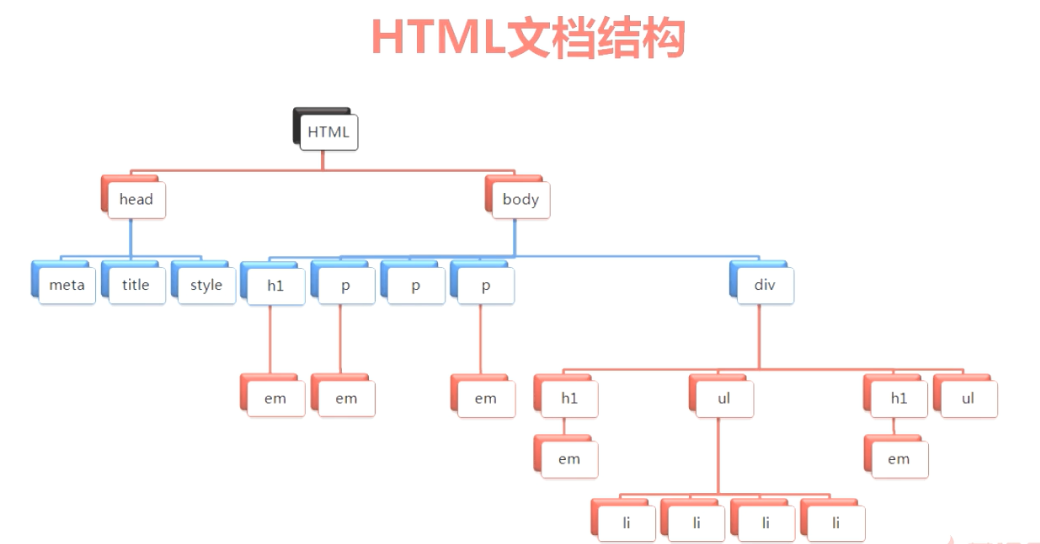 HTML文档结构
HTML
head
body
meta
title
style
h1
p
p
p
div
em
em
em
h1
ul
h1
ul
em
em
li
li
li
li